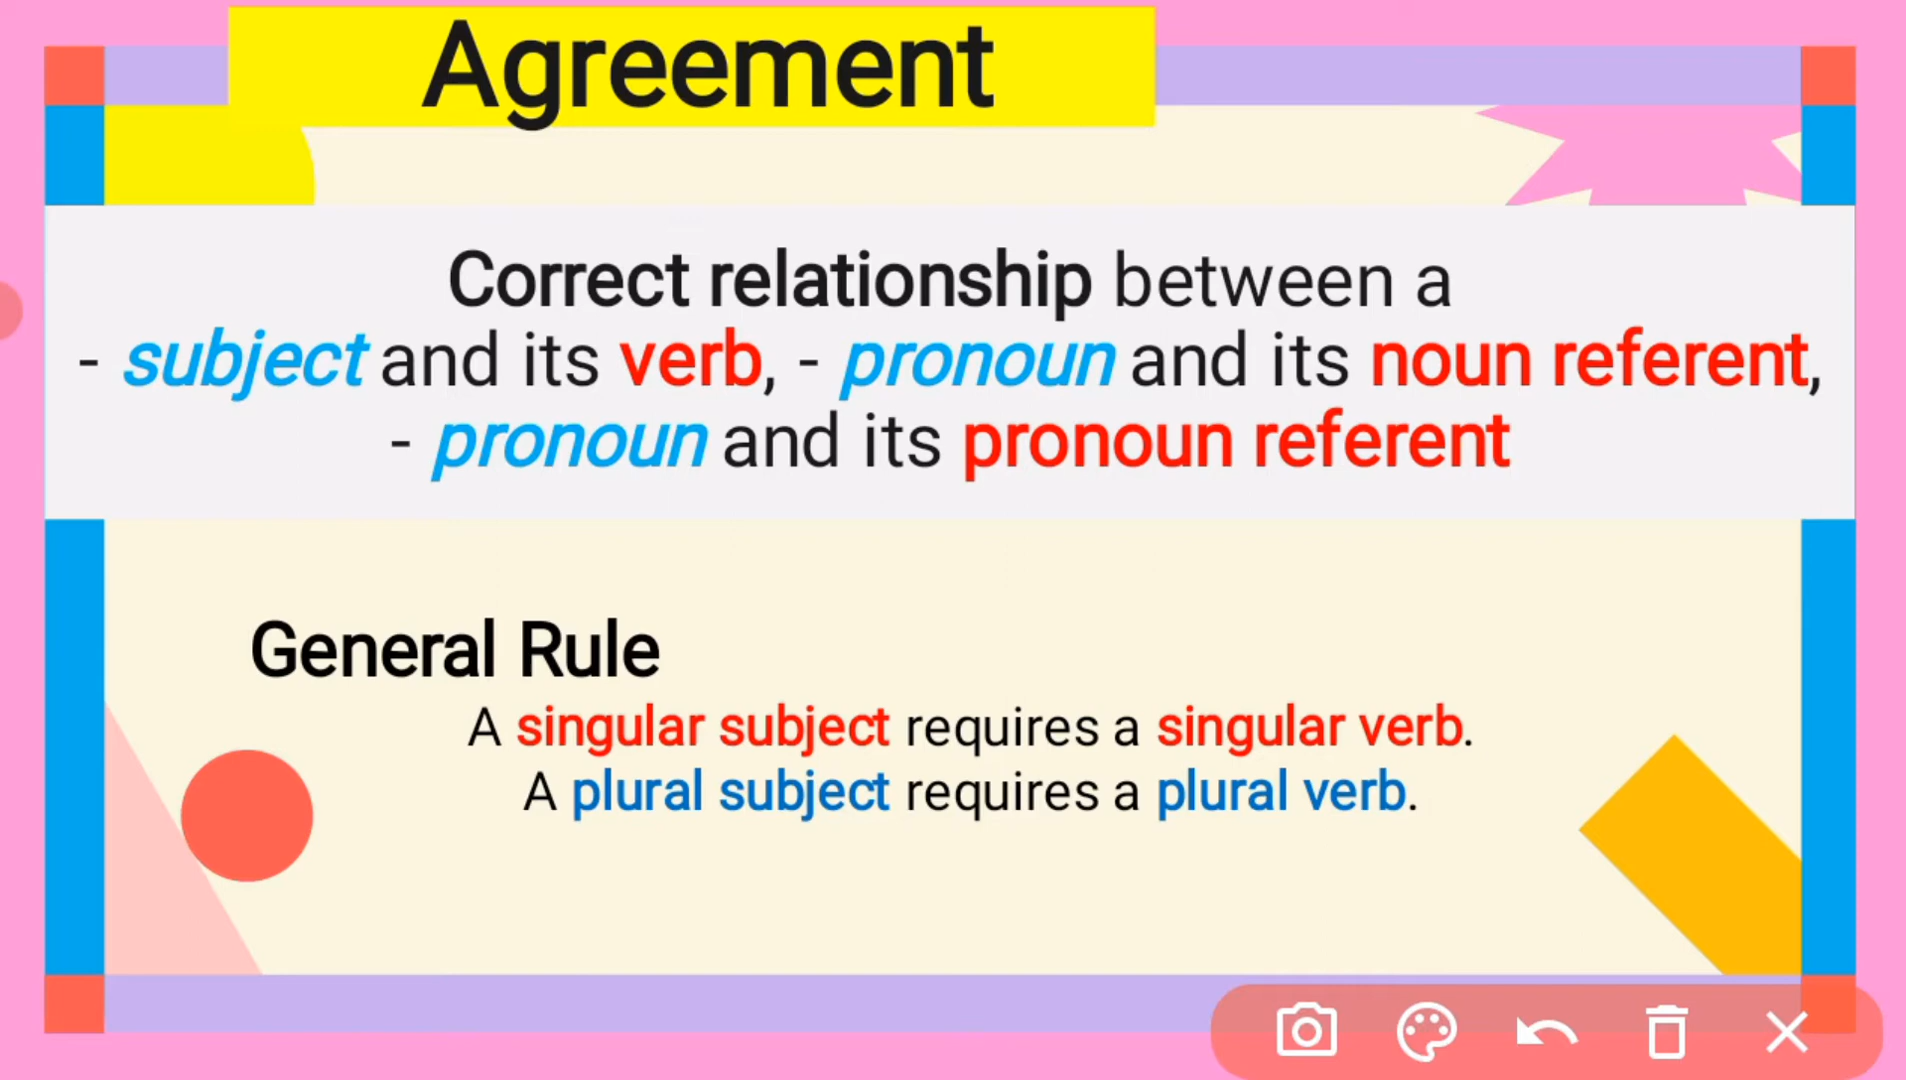 Agreement
Correct relationship between a
- subject and its verb, - pronoun and its noun referent,
- pronoun and its pronoun referent
General Rule
A singular subject requires a singular verb.
A plural subject requires a plural verb.